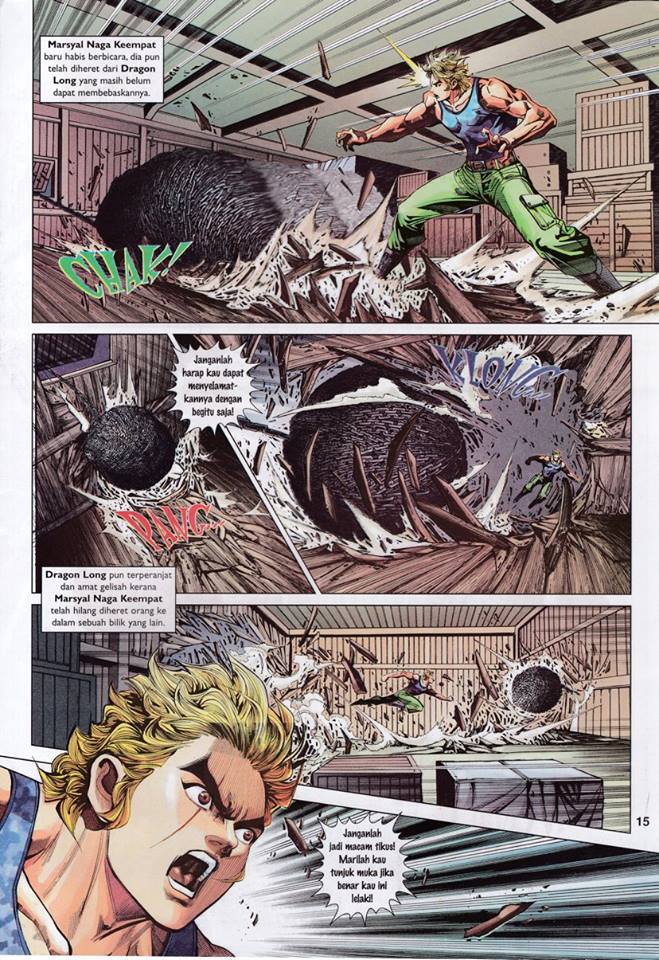 Marsyal Naga Keempat
baru habis berbicara, dia pun
telah diheret dari Dragon
Long yang masih belum
dapat membebaskannya.
CHAK!!
Janganlah
harap kau dapat
menyelamat-
kannya dengan
begitu saja!
KLONG...
PANG...
Dragon Long pun terperanjat
dan amat gelisah kerana
Marsyal Naga Keempat
telah hilang diheret orang ke
dalam sebuah bilik yang lain.
Janganlah
jadi macam tikus!
Marilah kau
tunjuk muka jika
benar kau ini
lelaki!
15